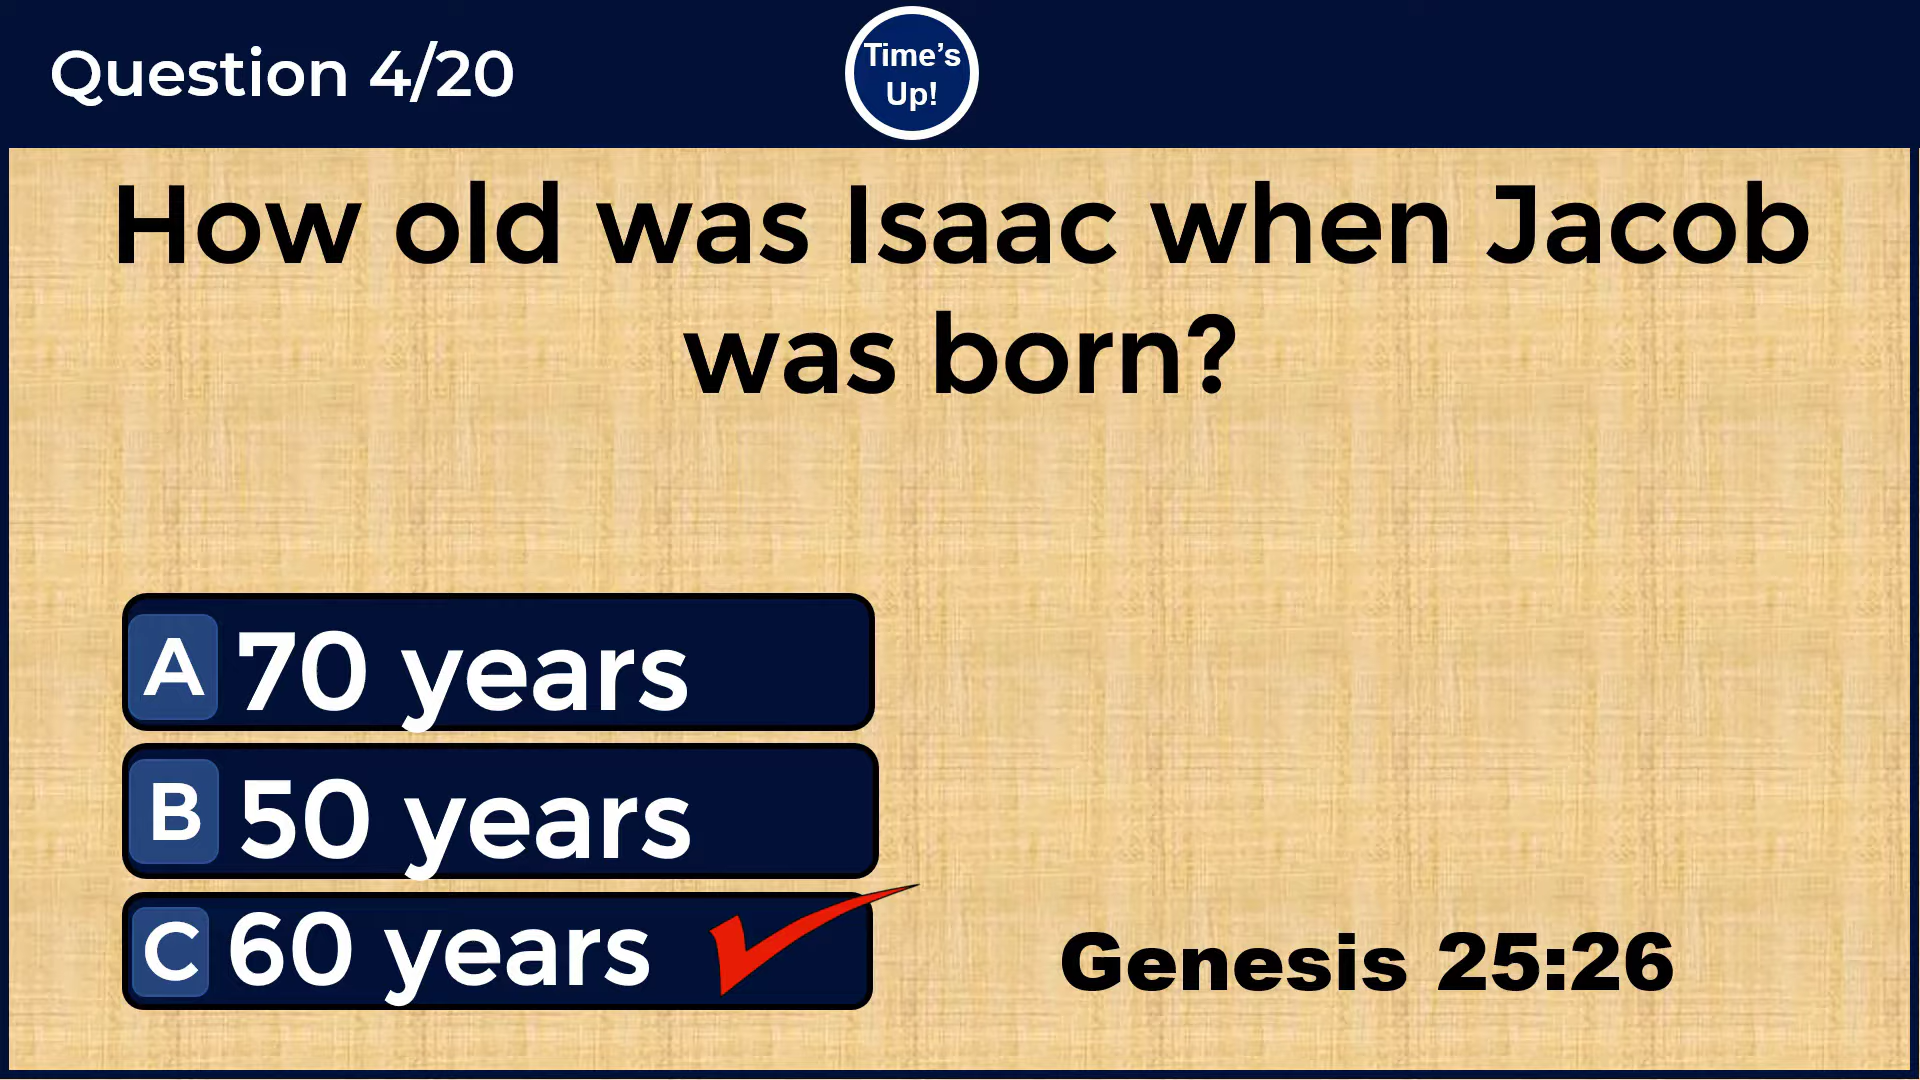 Question 4/20
Time's
Up!
How old was Isaac when Jacob
was born?
A 70 years
B 50 years
C 60 years
Genesis 25:26